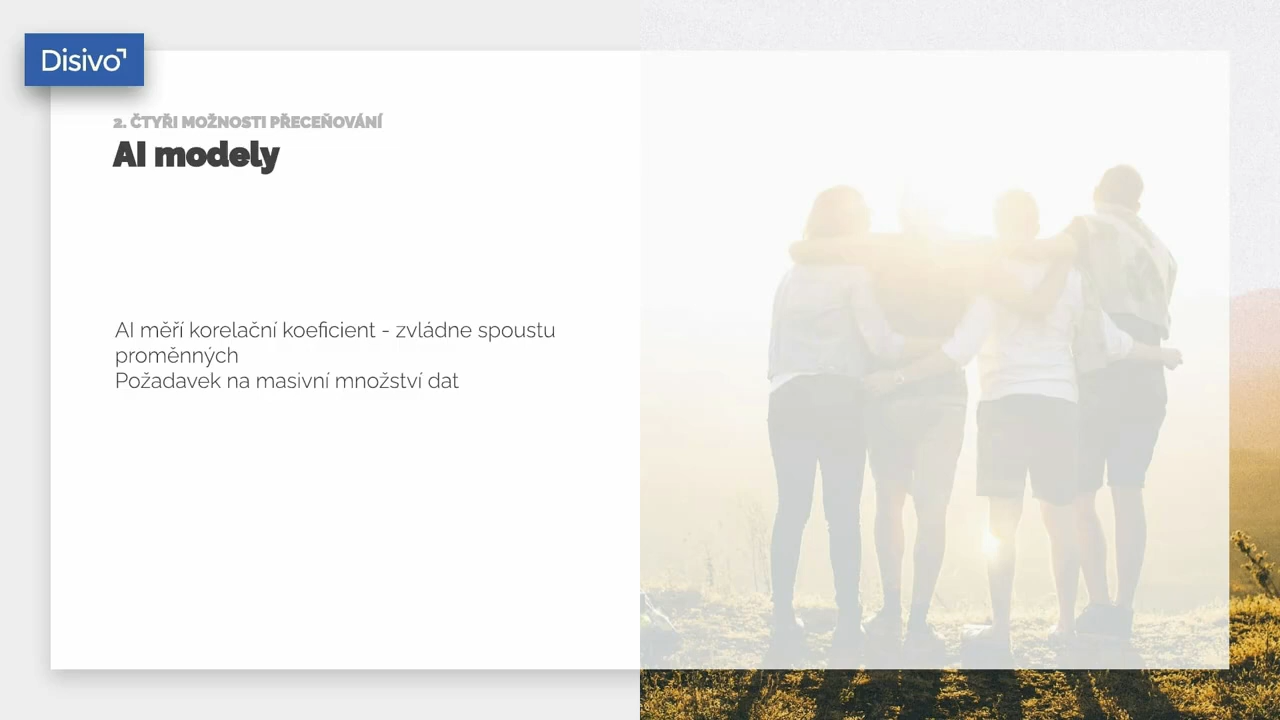 Disivo
2. ČTYŘI MOŽNOSTI PŘECEŇOVÁNÍ
AI modely
AI měří korelační koeficient - zvládne spoustu
proměnných
Požadavek na masivní množství dat